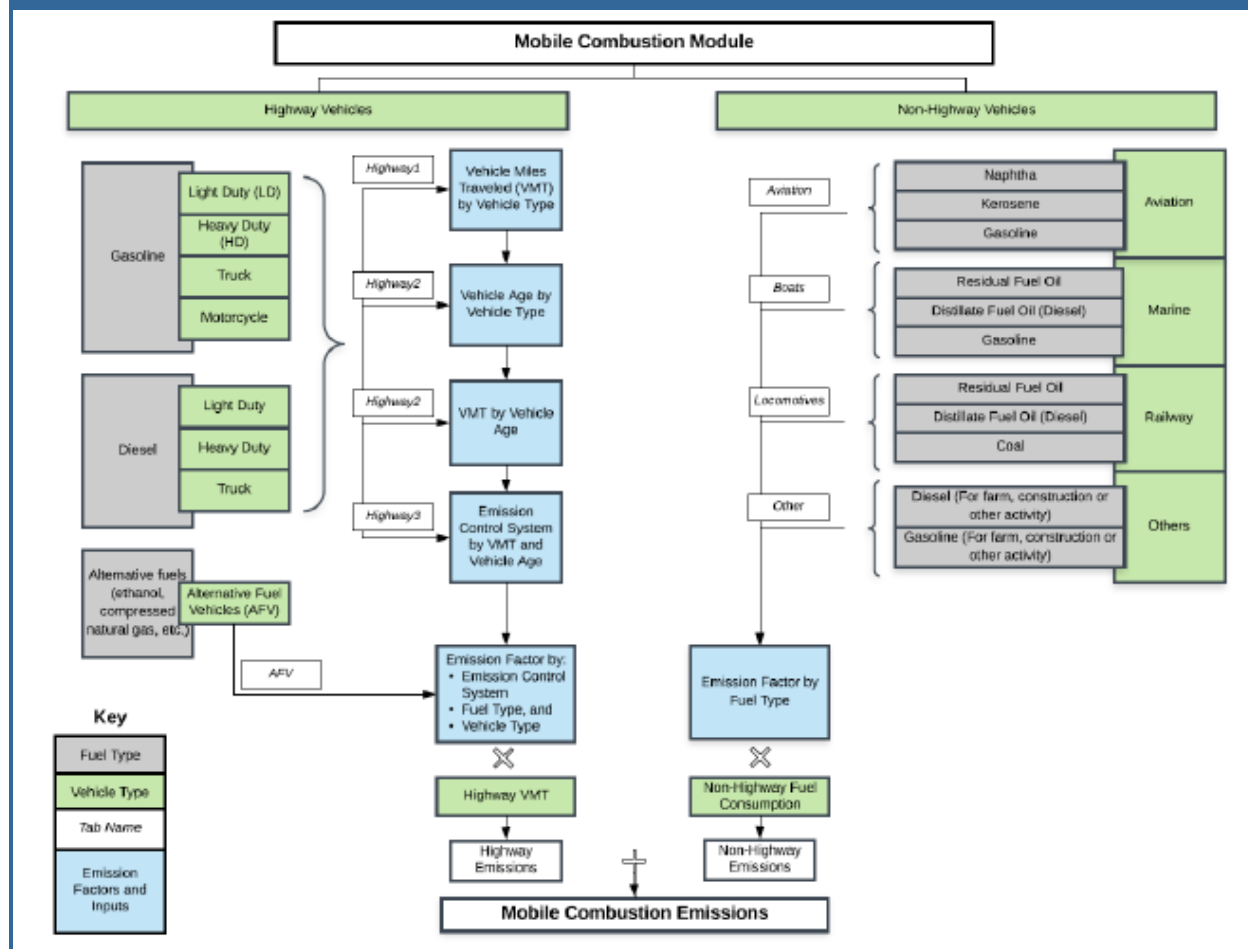 Mobile Combustion Module
Highway Vehicles
Non-Highway Vehicles
Gasoline
Light Duty (LD)
Heavy Duty
(HD)
Truck
Motorcycle
Diesel
Light Duty
Heavy Duty
Truck
Alternative fuels
(ethanol,
compressed
natural gas, etc.)
Alternative Fuel
Vehicles (AFV)
AFV
Highway1
Vehicle Miles
Traveled (VMT)
by Vehicle Type
Highway2
Vehicle Age by
Vehicle Type
Highway2
VMT by Vehicle
Age
Highway3
Emission
Control System
by VMT and
Vehicle Age
Emission Factor by:
• Emission Control
System
• Fuel Type, and
• Vehicle Type
Highway VMT
Highway
Emissions
Aviation
Naphtha
Kerosene
Gasoline
Aviation
Boats
Residual Fuel Oil
Distillate Fuel Oil (Diesel)
Gasoline
Marine
Locomotives
Residual Fuel Oil
Distillate Fuel Oil (Diesel)
Coal
Railway
Other
Diesel (For farm, construction or
other activity)
Gasoline (For farm, construction or
other activity)
Others
Emission Factor by
Fuel Type
Non-Highway Fuel
Consumption
Non-Highway
Emissions
Mobile Combustion Emissions
Key
Fuel Type
Vehicle Type
Tab Name
Emission
Factors and
Inputs